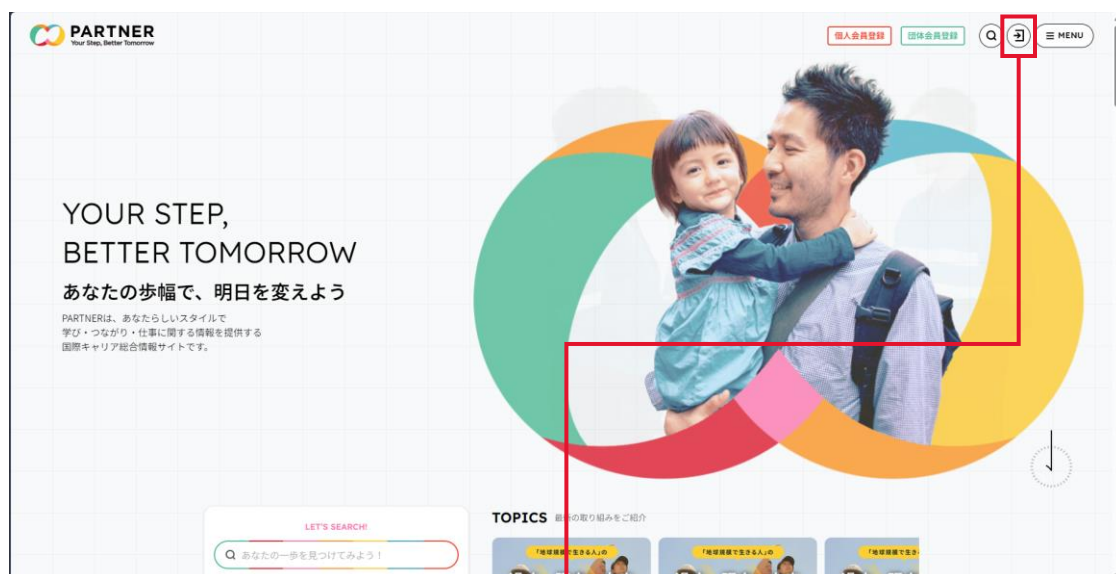 PARTNER
Your Step, Better Tomorrow
個人会員登録
団体会員登録
MENU
YOUR STEP,
BETTER TOMORROW
あなたの歩幅で、明日を変えよう
PARTNERは、あなたらしいスタイルで
学び・つながり・仕事に関する情報を提供する
国際キャリア総合情報サイトです。
LET'S SEARCH!
あなたの一歩を見つけてみよう！
TOPICS
の取り組みをご紹介
「地球規模で生きる人」の
「地球規模で生きる人」の
「地球規模で生き